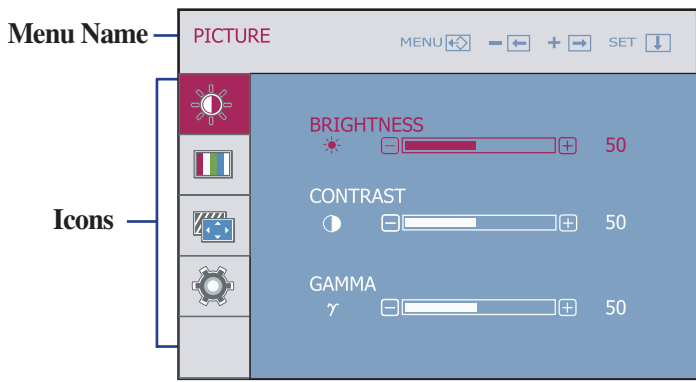 Menu Name
PICTURE MENU − + SET
BRIGHTNESS
50
CONTRAST
50
Icons
GAMMA
γ 50